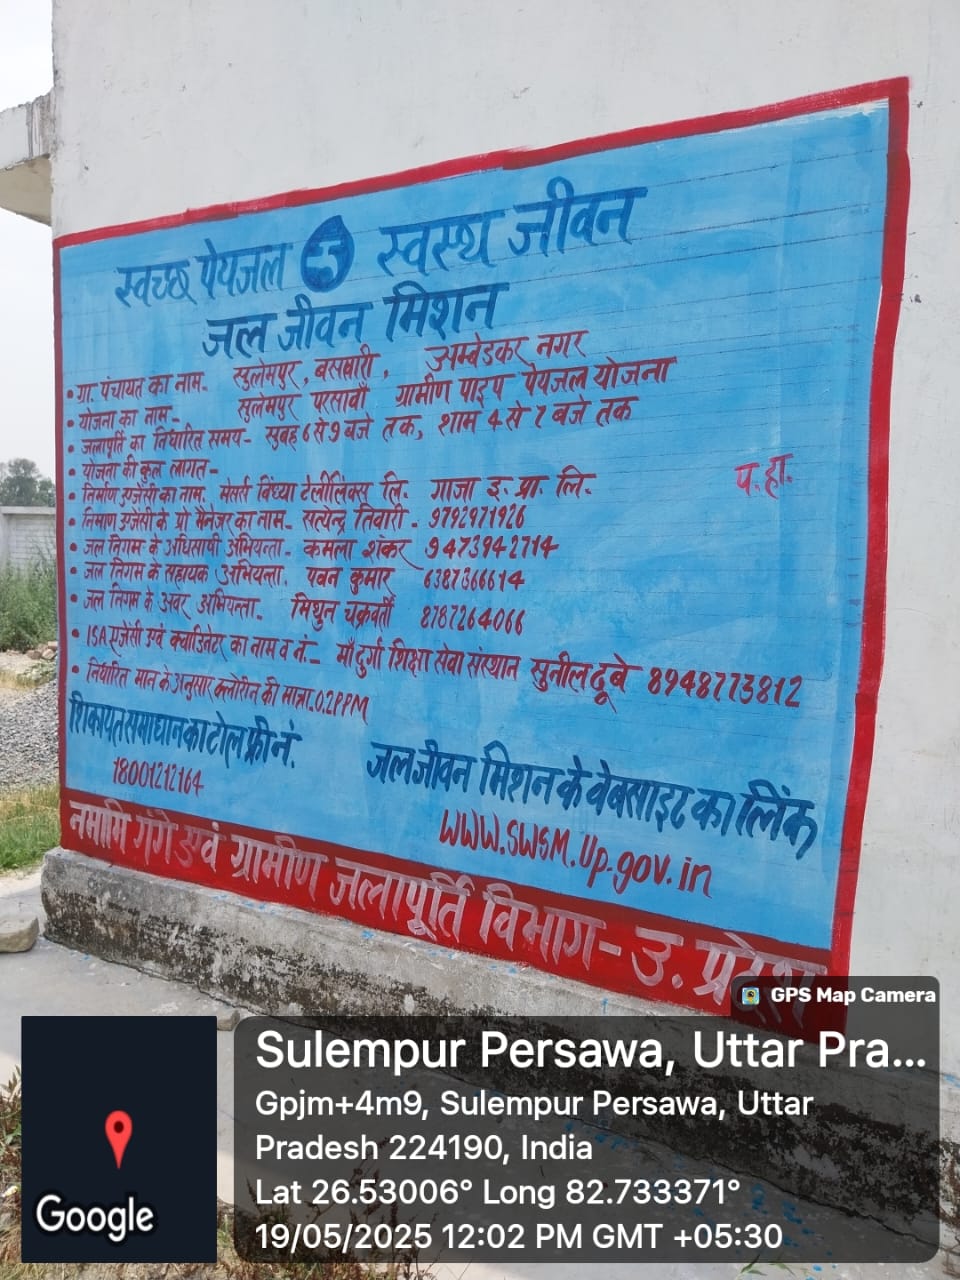 स्वच्छ पेयजल स्वस्थ जीवन
जल जीवन मिशन
• ग्रा. पंचायत का नाम- सुलेमपुर, बसखारी, अम्बेडकर नगर
• योजना का नाम- सुलेमपुर परसावाँ ग्रामीण पाइप पेयजल योजना
• जलापूर्ति का निर्धारित समय- सुबह 6 से 9 बजे तक, शाम 4 से 7 बजे तक
• योजना की कुल लागत-
• निर्माण एजेंसी का नाम- मेसर्स विंध्या टेलीलिंक्स लि. गाजा इ. प्रा. लि.
प. हा.
• निर्माण एजेंसी के प्रो मैनेजर का नाम- सत्येन्द्र तिवारी- 9792971926
• जल निगम के अधिसाषी अभियन्ता- कमला शंकर 9473942714
• जल निगम के सहायक अभियन्ता- पवन कुमार 6387366614
• जल निगम के अवर अभियन्ता- मिथुन चक्रवर्ती 8787264066
• ISA एजेंसी एवं क्वाडिनेटर का नाम व नं.- माँ दुर्गा शिक्षा सेवा संस्थान सुनील दूबे 8948773812
• निर्धारित मान के अनुसार क्लोरिन की मात्रा- 0.2PPM
शिकायत समाधान का टोल फ्री नं.
18001212164
जल जीवन मिशन के वेबसाइट का लिंक
WWW.SWSM.Up.gov.in
नमामि गंगे एवं ग्रामीण जलापूर्ति विभाग- उ. प्रदेश
GPS Map Camera
Google
Sulempur Persawa, Uttar Pra...
Gpjm+4m9, Sulempur Persawa, Uttar
Pradesh 224190, India
Lat 26.53006° Long 82.733371°
19/05/2025 12:02 PM GMT +05:30